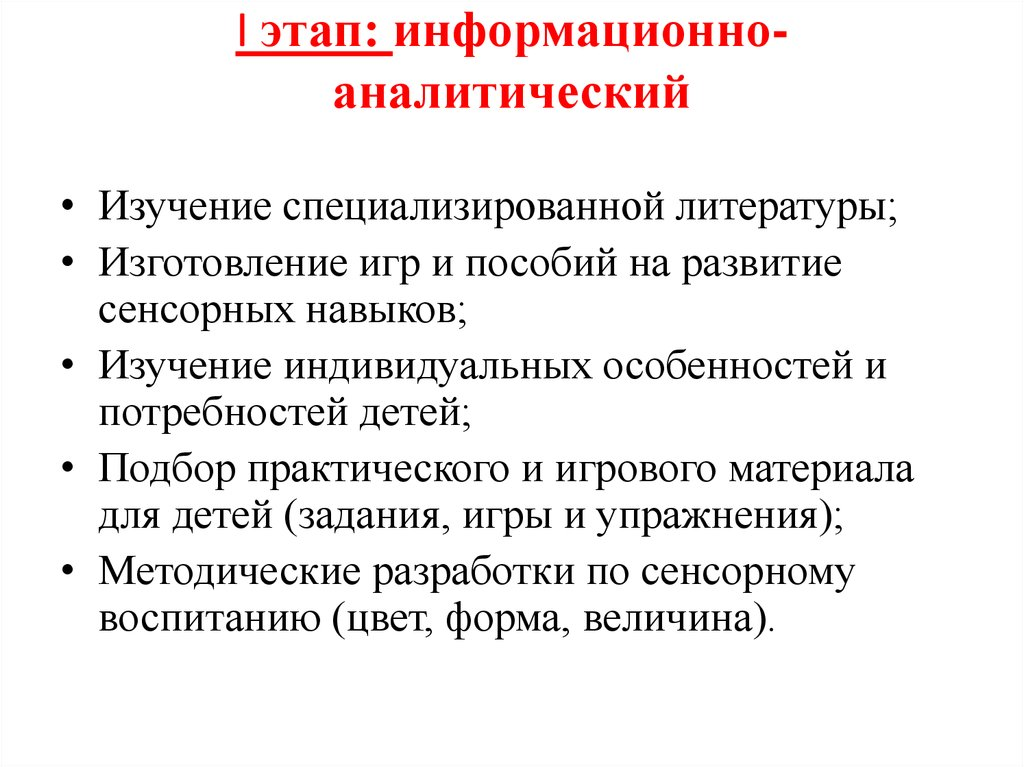 I этап: информационно-
аналитический
• Изучение специализированной литературы;
• Изготовление игр и пособий на развитие
сенсорных навыков;
• Изучение индивидуальных особенностей и
потребностей детей;
• Подбор практического и игрового материала
для детей (задания, игры и упражнения);
• Методические разработки по сенсорному
воспитанию (цвет, форма, величина).